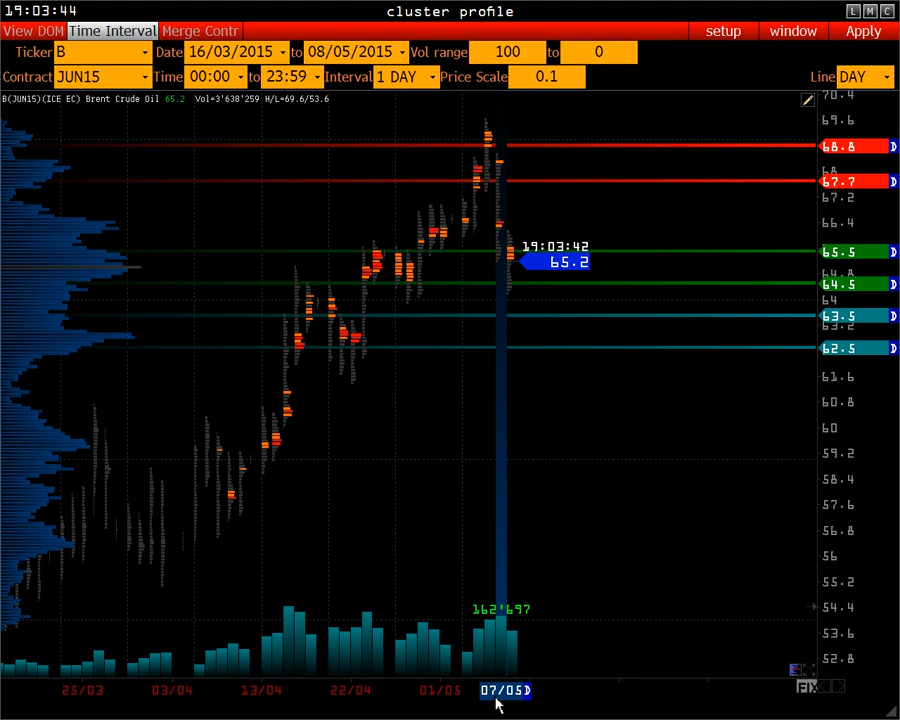 19:03:44 cluster profile L M C
View DOM Time Interval Merge Contr setup window Apply
Ticker B Date 16/03/2015 to 08/05/2015 Vol range 100 to 0
Contract JUN15 Time 00:00 to 23:59 Interval 1 DAY Price Scale 0.1 Line DAY
B(JUN15)(ICE EC) Brent Crude Oil 65.2 Vol=3'638'259 H/L=69.6/53.6
70.4
69.6
68.8 D
68
67.7 D
67.2
66.4
19:03:42
65.5 D
65.2
64.8
64.5 D
64
63.5 D
63.2
62.5 D
61.6
60.8
60
59.2
58.4
57.6
56.8
56
55.2
54.4
162'697
53.6
52.8
25/03 03/04 13/04 22/04 01/05 07/05 D
FIX